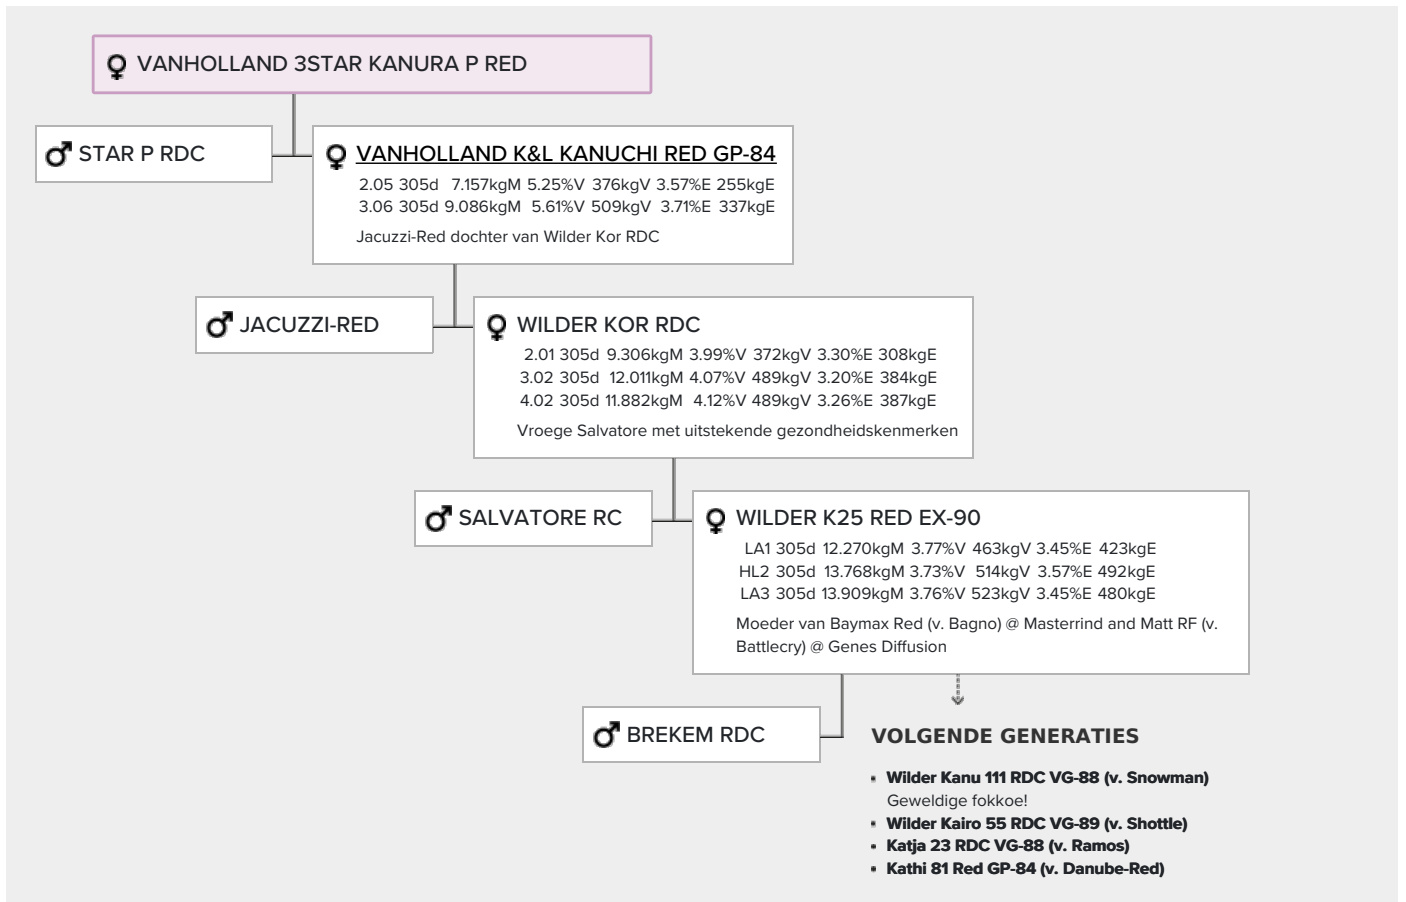 VANHOLLAND 3STAR KANURA P RED
STAR P RDC
VANHOLLAND K&L KANUCHI RED GP-84
2.05 305d 7.157kgM 5.25%V 376kgV 3.57%E 255kgE
3.06 305d 9.086kgM 5.61%V 509kgV 3.71%E 337kgE
Jacuzzi-Red dochter van Wilder Kor RDC
JACUZZI-RED
WILDER KOR RDC
2.01 305d 9.306kgM 3.99%V 372kgV 3.30%E 308kgE
3.02 305d 12.011kgM 4.07%V 489kgV 3.20%E 384kgE
4.02 305d 11.882kgM 4.12%V 489kgV 3.26%E 387kgE
Vroege Salvatore met uitstekende gezondheidskenmerken
SALVATORE RC
WILDER K25 RED EX-90
LA1 305d 12.270kgM 3.77%V 463kgV 3.45%E 423kgE
HL2 305d 13.768kgM 3.73%V 514kgV 3.57%E 492kgE
LA3 305d 13.909kgM 3.76%V 523kgV 3.45%E 480kgE
Moeder van Baymax Red (v. Bagno) @ Masterrind and Matt RF (v.
Battlecry) @ Genes Diffusion
BREKEM RDC
VOLGENDE GENERATIES
• Wilder Kanu 111 RDC VG-88 (v. Snowman)
Geweldige fokkoe!
• Wilder Kairo 55 RDC VG-89 (v. Shottle)
• Katja 23 RDC VG-88 (v. Ramos)
• Kathi 81 Red GP-84 (v. Danube-Red)